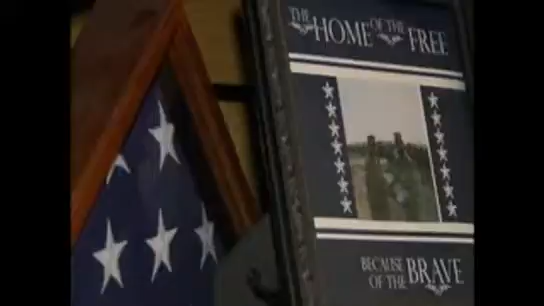 THE HOME OF THE FREE
BECAUSE
OF THE BRAVE